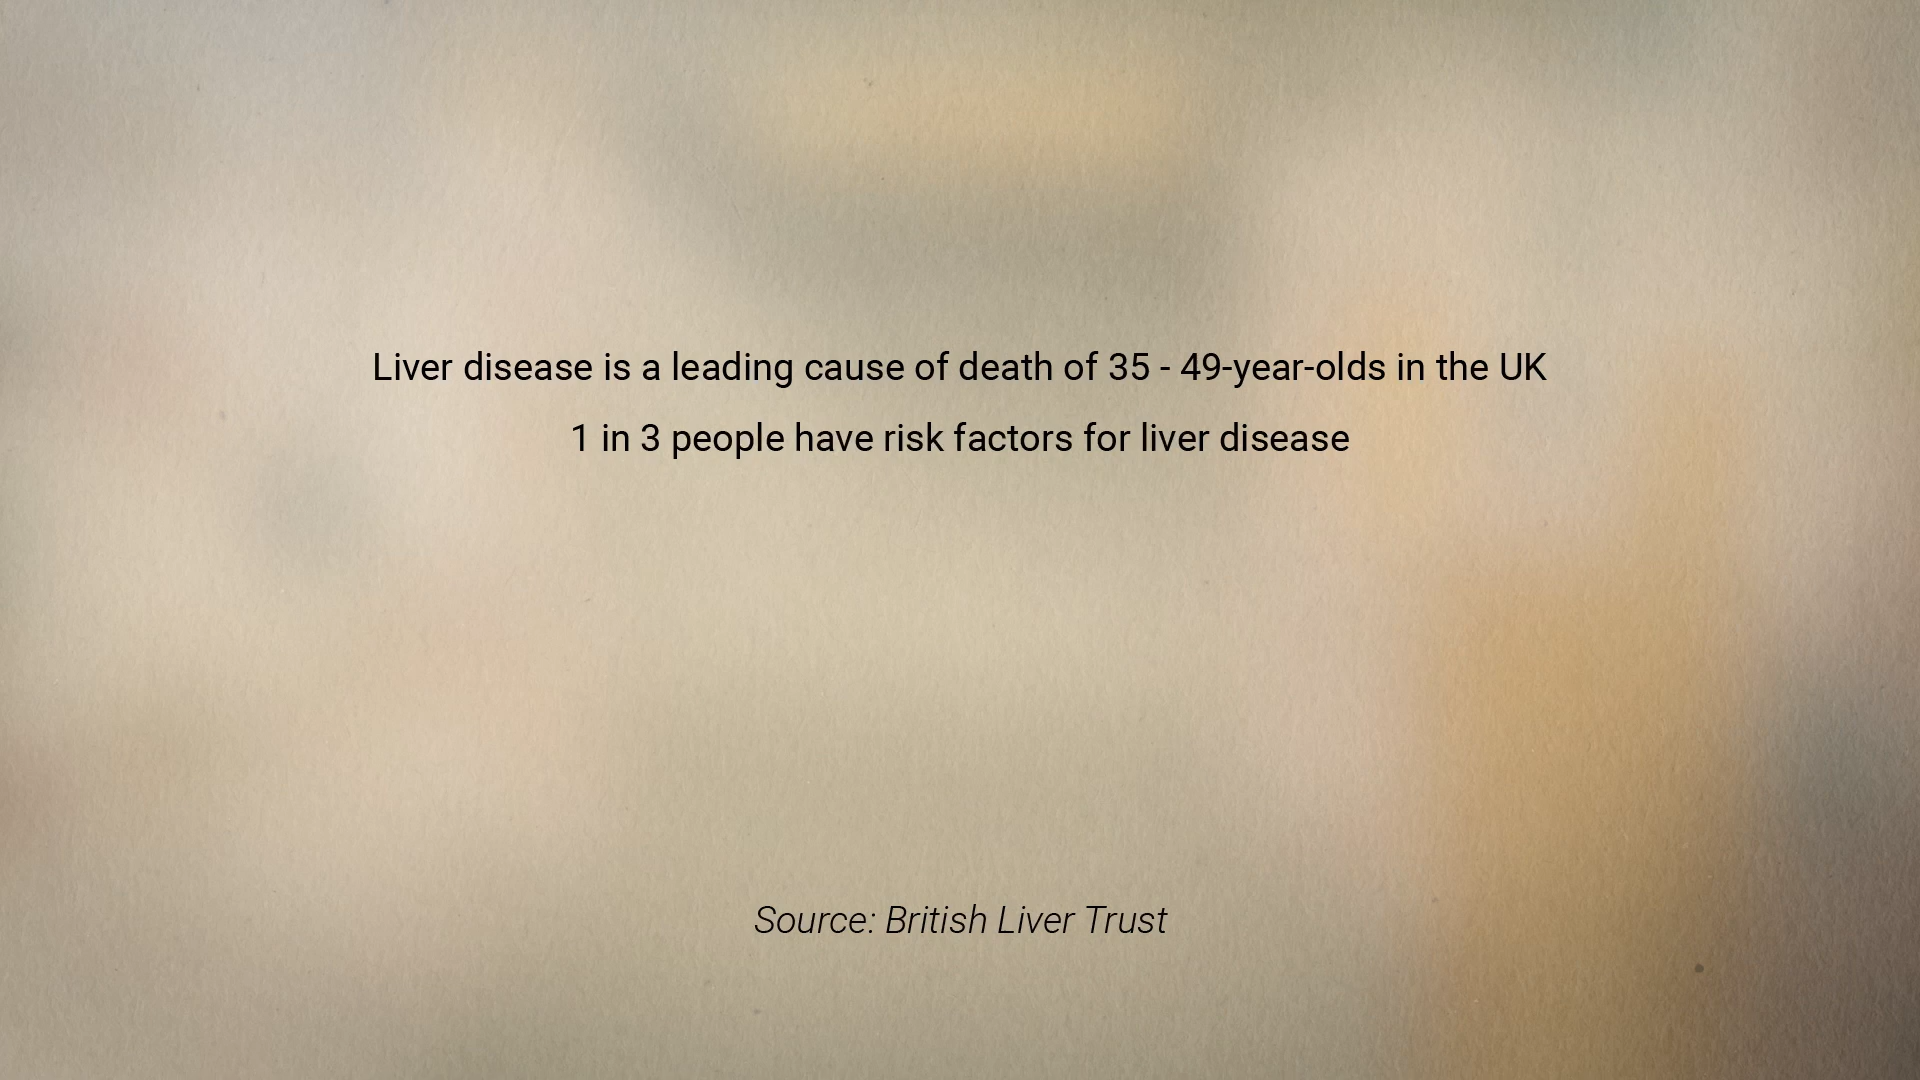 Liver disease is a leading cause of death of 35 - 49-year-olds in the UK
1 in 3 people have risk factors for liver disease
Source: British Liver Trust